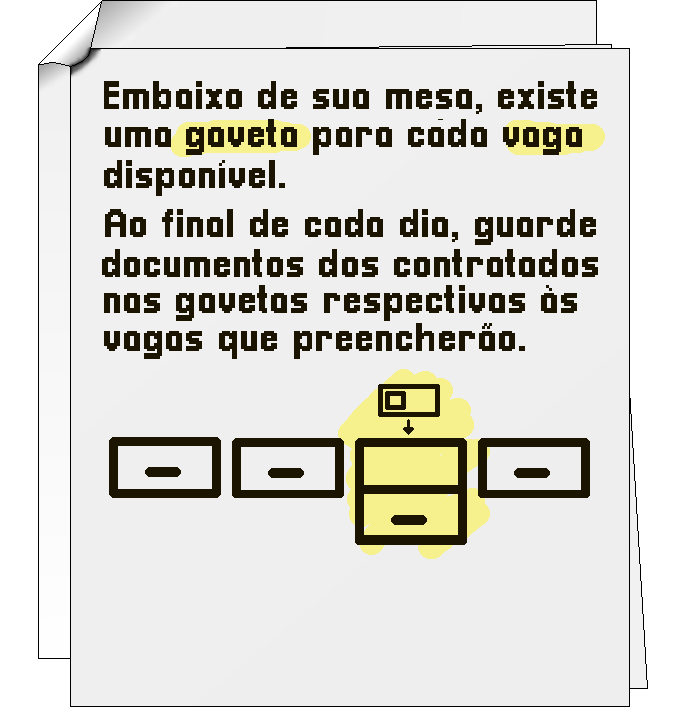 Embaixo de sua mesa, existe
uma gaveta para cada vaga
disponível.
Ao final de cada dia, guarde
documentos dos contratados
nas gavetas respectivas às
vagas que preencherão.